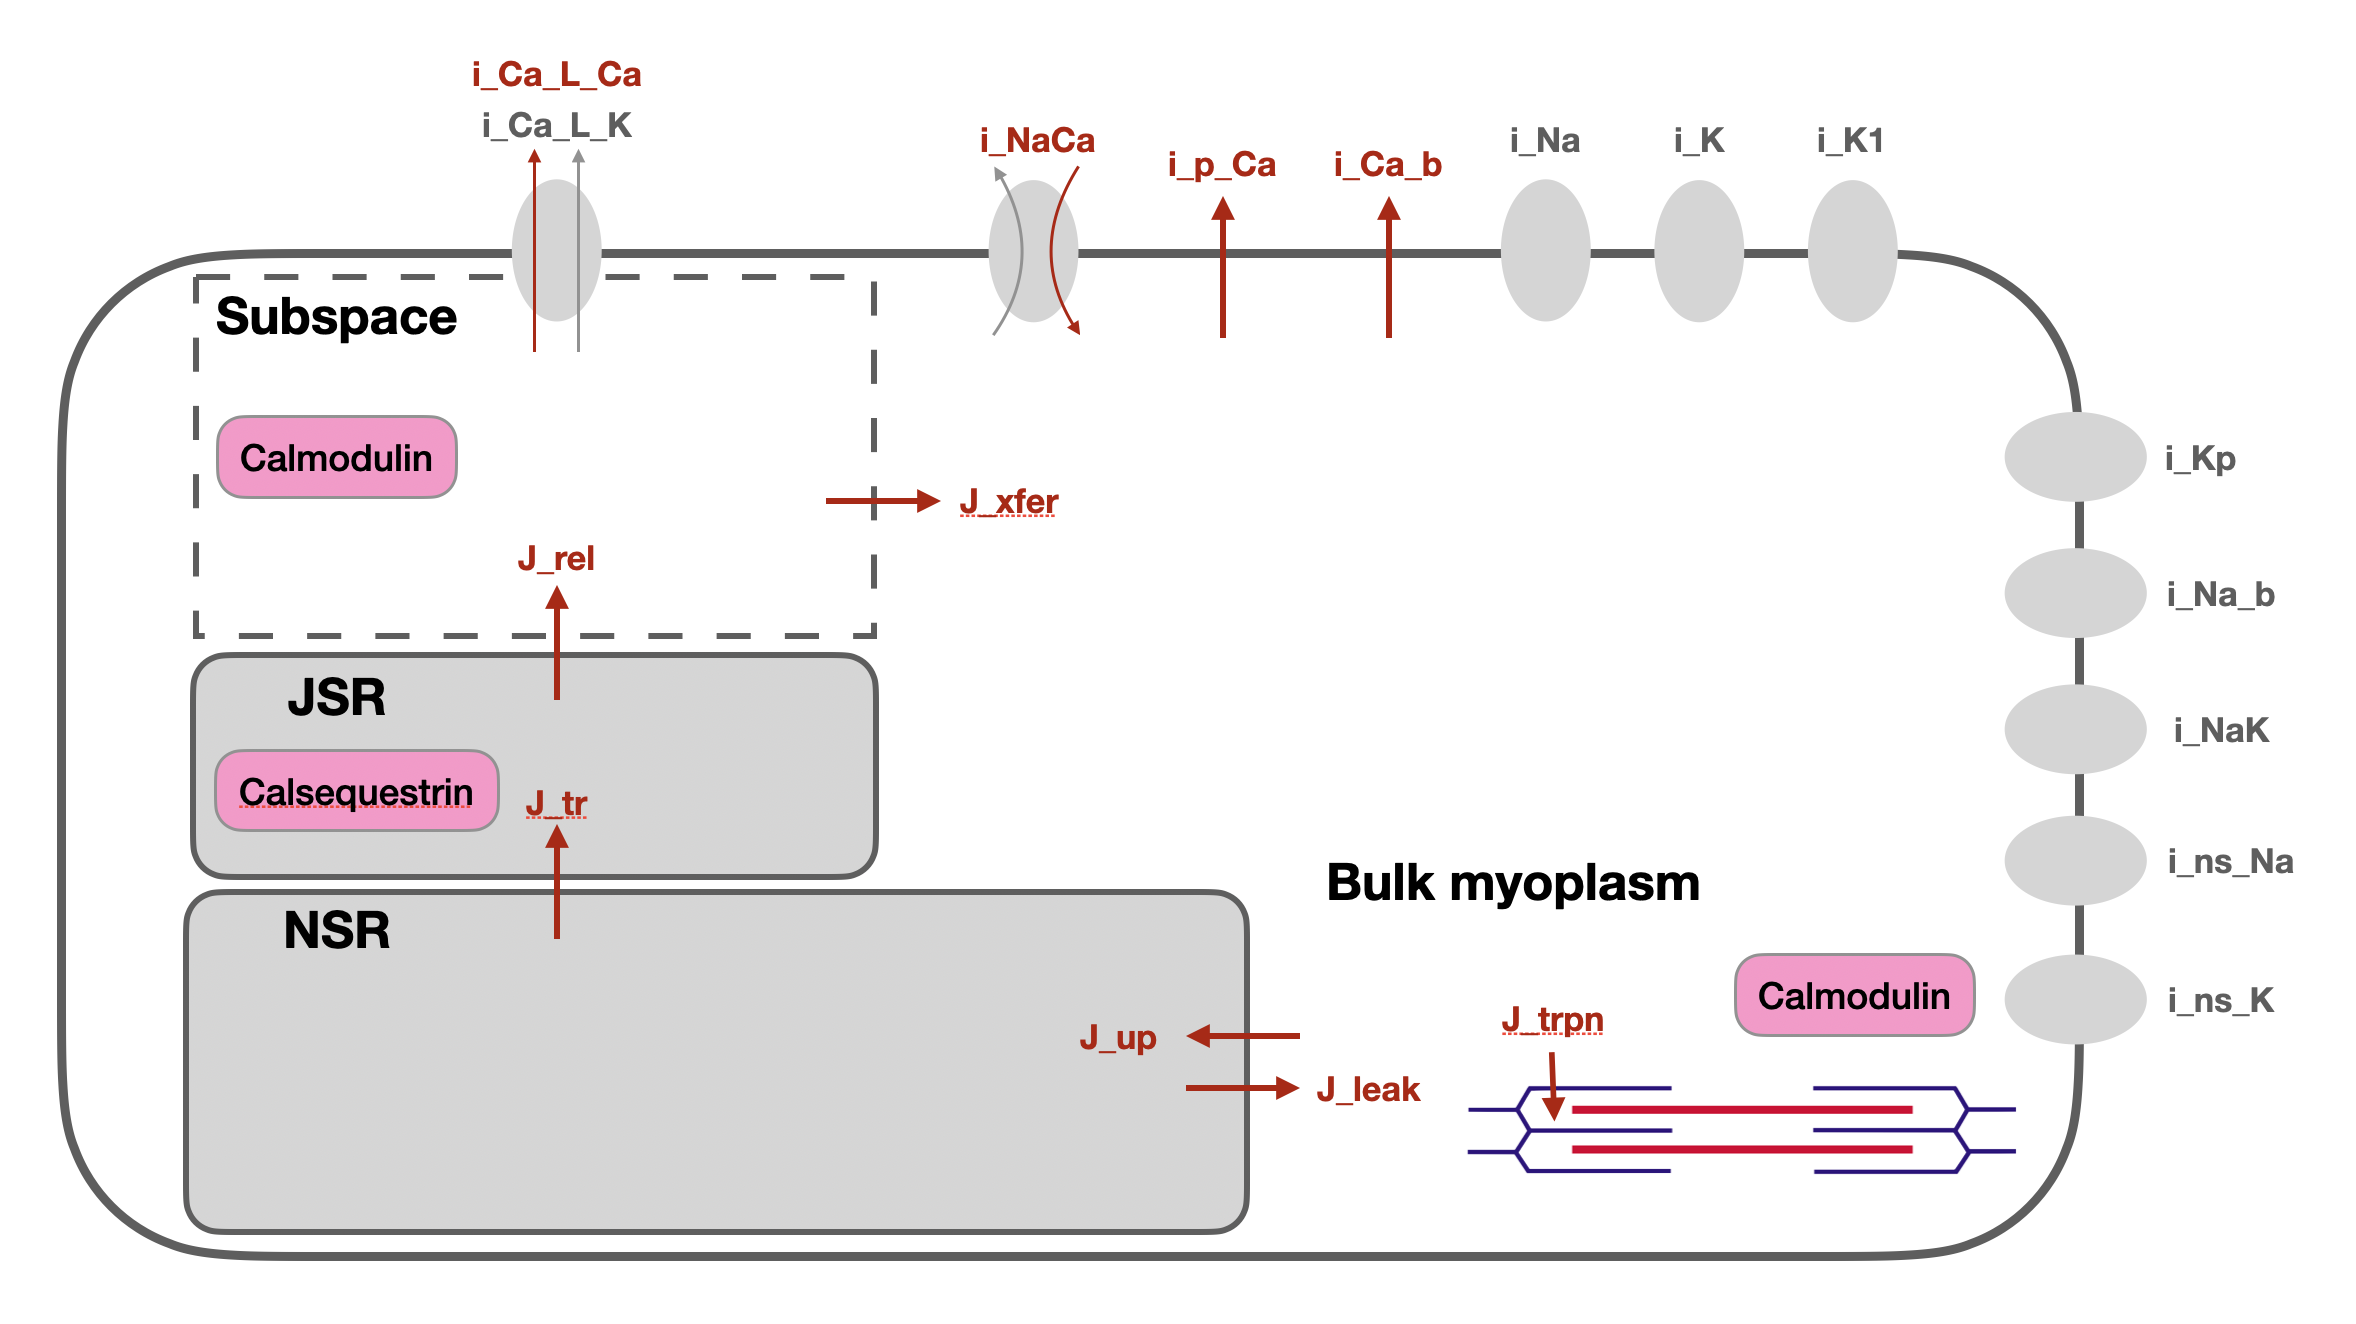 i_Ca_L_Ca
i_Ca_L_K
i_NaCa
i_p_Ca
i_Ca_b
i_Na
i_K
i_K1
Subspace
Calmodulin
J_xfer
J_rel
JSR
Calsequestrin
J_tr
NSR
J_up
J_leak
Bulk myoplasm
Calmodulin
J_trpn
i_Kp
i_Na_b
i_NaK
i_ns_Na
i_ns_K